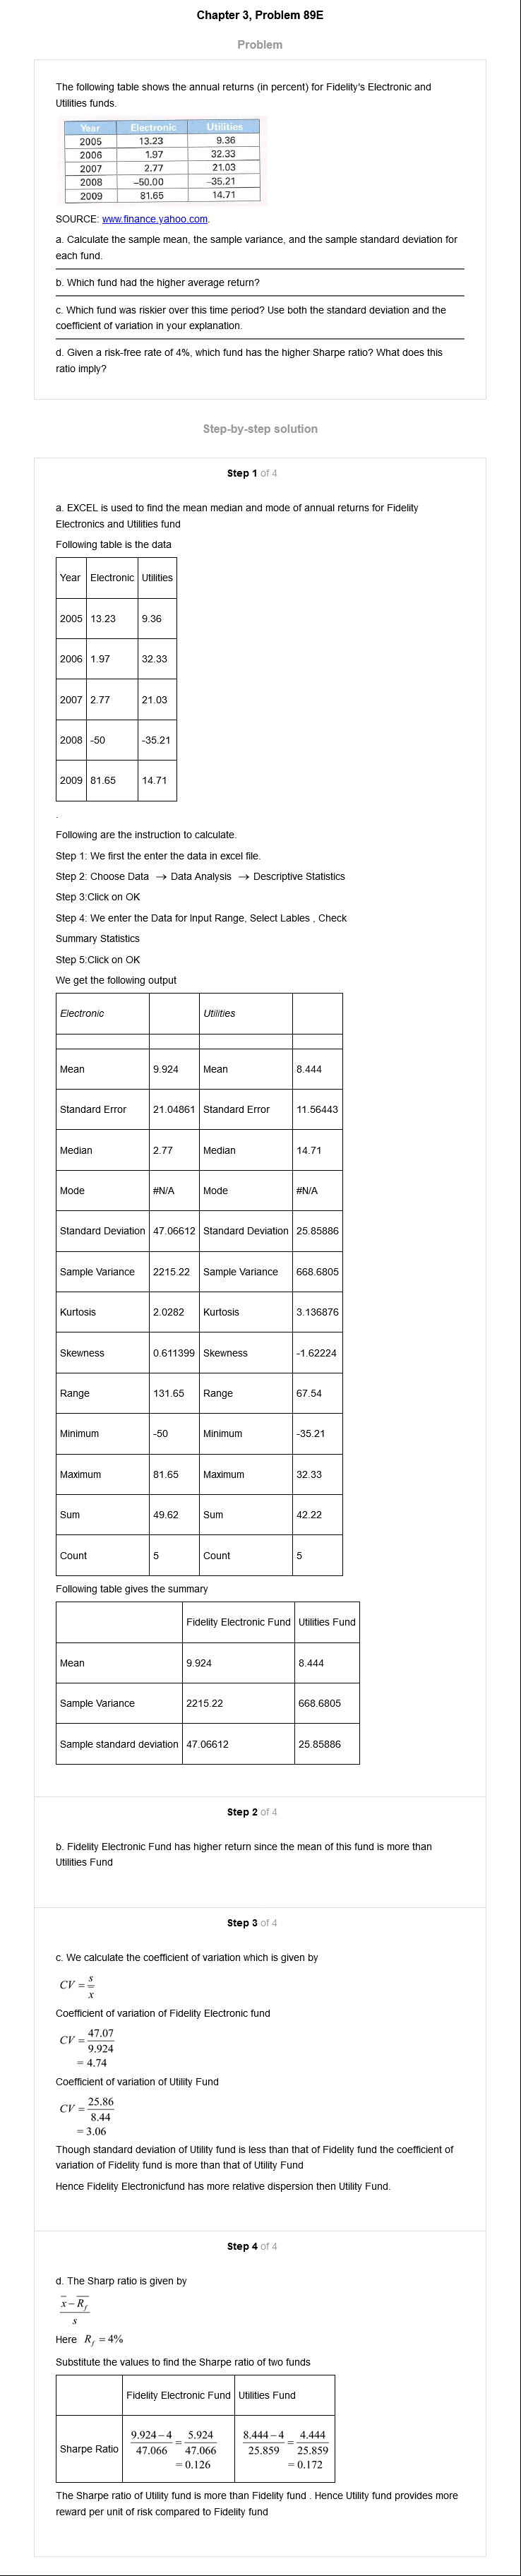 Chapter 3, Problem 89E
Problem
The following table shows the annual returns (in percent) for Fidelity's Electronic and
Utilities funds.
Year Electronic Utilities
2005 13.23 9.36
2006 1.97 32.33
2007 2.77 21.03
2008 –50.00 –35.21
2009 81.65 14.71
SOURCE: www.finance.yahoo.com.
a. Calculate the sample mean, the sample variance, and the sample standard deviation for
each fund.
b. Which fund had the higher average return?
c. Which fund was riskier over this time period? Use both the standard deviation and the
coefficient of variation in your explanation.
d. Given a risk-free rate of 4%, which fund has the higher Sharpe ratio? What does this
ratio imply?
Step-by-step solution
Step 1 of 4
a. EXCEL is used to find the mean median and mode of annual returns for Fidelity
Electronics and Utilities fund
Following table is the data
Year Electronic Utilities
2005 13.23 9.36
2006 1.97 32.33
2007 2.77 21.03
2008 -50 -35.21
2009 81.65 14.71
.
Following are the instruction to calculate.
Step 1: We first the enter the data in excel file.
Step 2: Choose Data → Data Analysis → Descriptive Statistics
Step 3:Click on OK
Step 4: We enter the Data for Input Range, Select Lables , Check
Summary Statistics
Step 5:Click on OK
We get the following output
Electronic Utilities
Mean 9.924 Mean 8.444
Standard Error 21.04861 Standard Error 11.56443
Median 2.77 Median 14.71
Mode #N/A Mode #N/A
Standard Deviation 47.06612 Standard Deviation 25.85886
Sample Variance 2215.22 Sample Variance 668.6805
Kurtosis 2.0282 Kurtosis 3.136876
Skewness 0.611399 Skewness -1.62224
Range 131.65 Range 67.54
Minimum -50 Minimum -35.21
Maximum 81.65 Maximum 32.33
Sum 49.62 Sum 42.22
Count 5 Count 5
Following table gives the summary
Fidelity Electronic Fund Utilities Fund
Mean 9.924 8.444
Sample Variance 2215.22 668.6805
Sample standard deviation 47.06612 25.85886
Step 2 of 4
b. Fidelity Electronic Fund has higher return since the mean of this fund is more than
Utilities Fund
Step 3 of 4
c. We calculate the coefficient of variation which is given by
CV = s / x̄
Coefficient of variation of Fidelity Electronic fund
CV = 47.07 / 9.924
= 4.74
Coefficient of variation of Utility Fund
CV = 25.86 / 8.44
= 3.06
Though standard deviation of Utility fund is less than that of Fidelity fund the coefficient of
variation of Fidelity fund is more than that of Utility Fund
Hence Fidelity Electronicfund has more relative dispersion then Utility Fund.
Step 4 of 4
d. The Sharp ratio is given by
x̄ – R̄f / s
Here Rf = 4%
Substitute the values to find the Sharpe ratio of two funds
Fidelity Electronic Fund Utilities Fund
Sharpe Ratio 9.924 – 4 / 47.066 = 5.924 / 47.066 8.444 – 4 / 25.859 = 4.444 / 25.859
= 0.126 = 0.172
The Sharpe ratio of Utility fund is more than Fidelity fund . Hence Utility fund provides more
reward per unit of risk compared to Fidelity fund